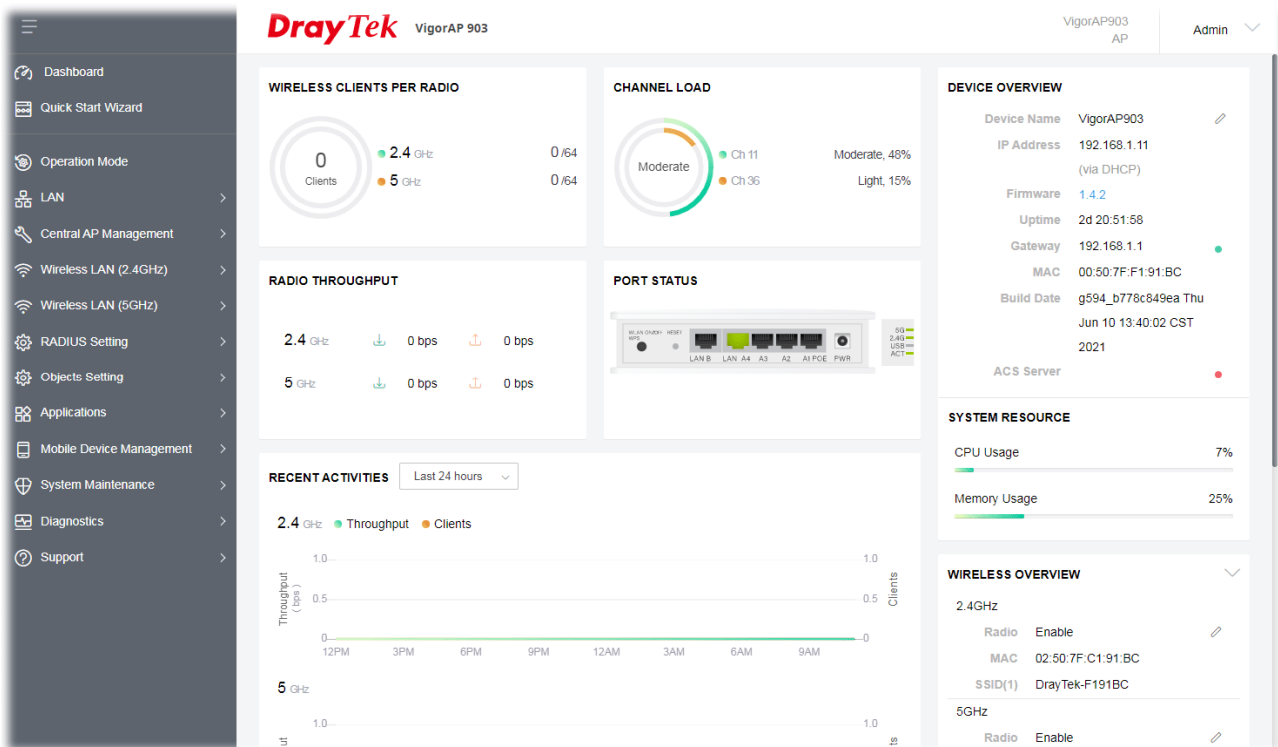 DrayTek VigorAP 903
VigorAP903
AP
Admin
Dashboard
Quick Start Wizard
Operation Mode
LAN
Central AP Management
Wireless LAN (2.4GHz)
Wireless LAN (5GHz)
RADIUS Setting
Objects Setting
Applications
Mobile Device Management
System Maintenance
Diagnostics
Support
WIRELESS CLIENTS PER RADIO
0
Clients
2.4 GHz 0 /64
5 GHz 0 /64
CHANNEL LOAD
Moderate
Ch 11 Moderate, 48%
Ch 36 Light, 15%
RADIO THROUGHPUT
2.4 GHz 0 bps 0 bps
5 GHz 0 bps 0 bps
PORT STATUS
WLAN ON/OFF RESET
WPS
LAN B LAN A4 A3 A2 A1 POE PWR
5G
2.4G
USB
ACT
RECENT ACTIVITIES Last 24 hours
2.4 GHz Throughput Clients
Throughput
( bps )
1.0 1.0
0.5 0.5
0 0
Clients
12PM 3PM 6PM 9PM 12AM 3AM 6AM 9AM
5 GHz
1.0 1.0
DEVICE OVERVIEW
Device Name VigorAP903
IP Address 192.168.1.11
(via DHCP)
Firmware 1.4.2
Uptime 2d 20:51:58
Gateway 192.168.1.1
MAC 00:50:7F:F1:91:BC
Build Date g594_b778c849ea Thu
Jun 10 13:40:02 CST
2021
ACS Server
SYSTEM RESOURCE
CPU Usage 7%
Memory Usage 25%
WIRELESS OVERVIEW
2.4GHz
Radio Enable
MAC 02:50:7F:C1:91:BC
SSID(1) DrayTek-F191BC
5GHz
Radio Enable